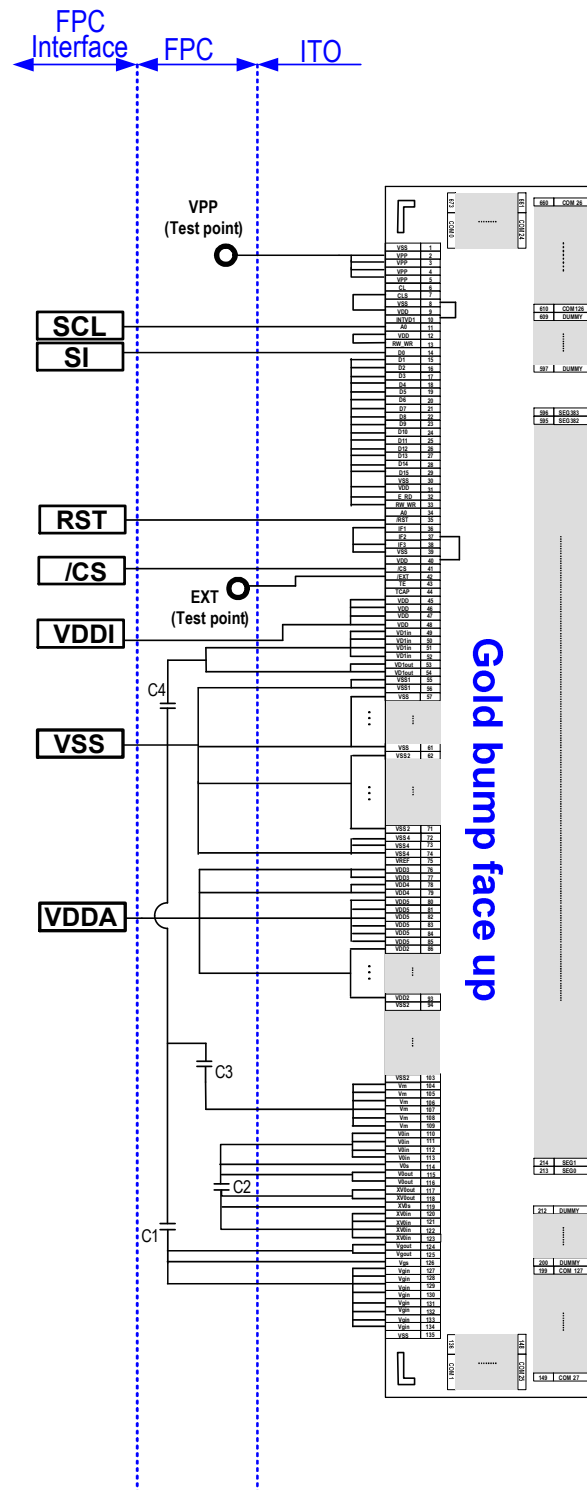 FPC
Interface
FPC
ITO
VPP
(Test point)
SCL
SI
RST
/CS
EXT
(Test point)
VDDI
C4
VSS
VDDA
C3
C2
C1
Gold bump face up
673 COM 0
661 COM 24
VSS 1
VPP 2
VPP 3
VPP 4
VPP 5
CL 6
CLS 7
VSS 8
VDD 9
INTVD1 10
A0 11
VDD 12
RW_WR 13
D0 14
D1 15
D2 16
D3 17
D4 18
D5 19
D6 20
D7 21
D8 22
D9 23
D10 24
D11 25
D12 26
D13 27
D14 28
D15 29
VSS 30
VDD 31
E_RD 32
RW_WR 33
A0 34
/RST 35
IF1 36
IF2 37
IF3 38
VSS 39
VDD 40
/CS 41
/EXT 42
TE 43
TCAP 44
VDD 45
VDD 46
VDD 47
VDD 48
VD1in 49
VD1in 50
VD1in 51
VD1in 52
VD1out 53
VD1out 54
VSS1 55
VSS1 56
VSS 57
VSS 61
VSS2 62
VSS2 71
VSS4 72
VSS4 73
VSS4 74
VREF 75
VDD3 76
VDD3 77
VDD4 78
VDD4 79
VDD5 80
VDD5 81
VDD5 82
VDD5 83
VDD5 84
VDD5 85
VDD2 86
VDD2 93
VSS2 94
VSS2 103
Vm 104
Vm 105
Vm 106
Vm 107
Vm 108
Vm 109
V0in 110
V0in 111
V0in 112
V0in 113
V0s 114
V0out 115
V0out 116
XV0out 117
XV0out 118
XV0s 119
XV0in 120
XV0in 121
XV0in 122
XV0in 123
Vgout 124
Vgout 125
Vgs 126
Vgin 127
Vgin 128
Vgin 129
Vgin 130
Vgin 131
Vgin 132
Vgin 133
Vgin 134
VSS 135
136 COM 1
148 COM 25
660 COM 26
610 COM126
609 DUMMY
597 DUMMY
596 SEG383
595 SEG382
214 SEG1
213 SEG0
212 DUMMY
200 DUMMY
199 COM 127
149 COM 27